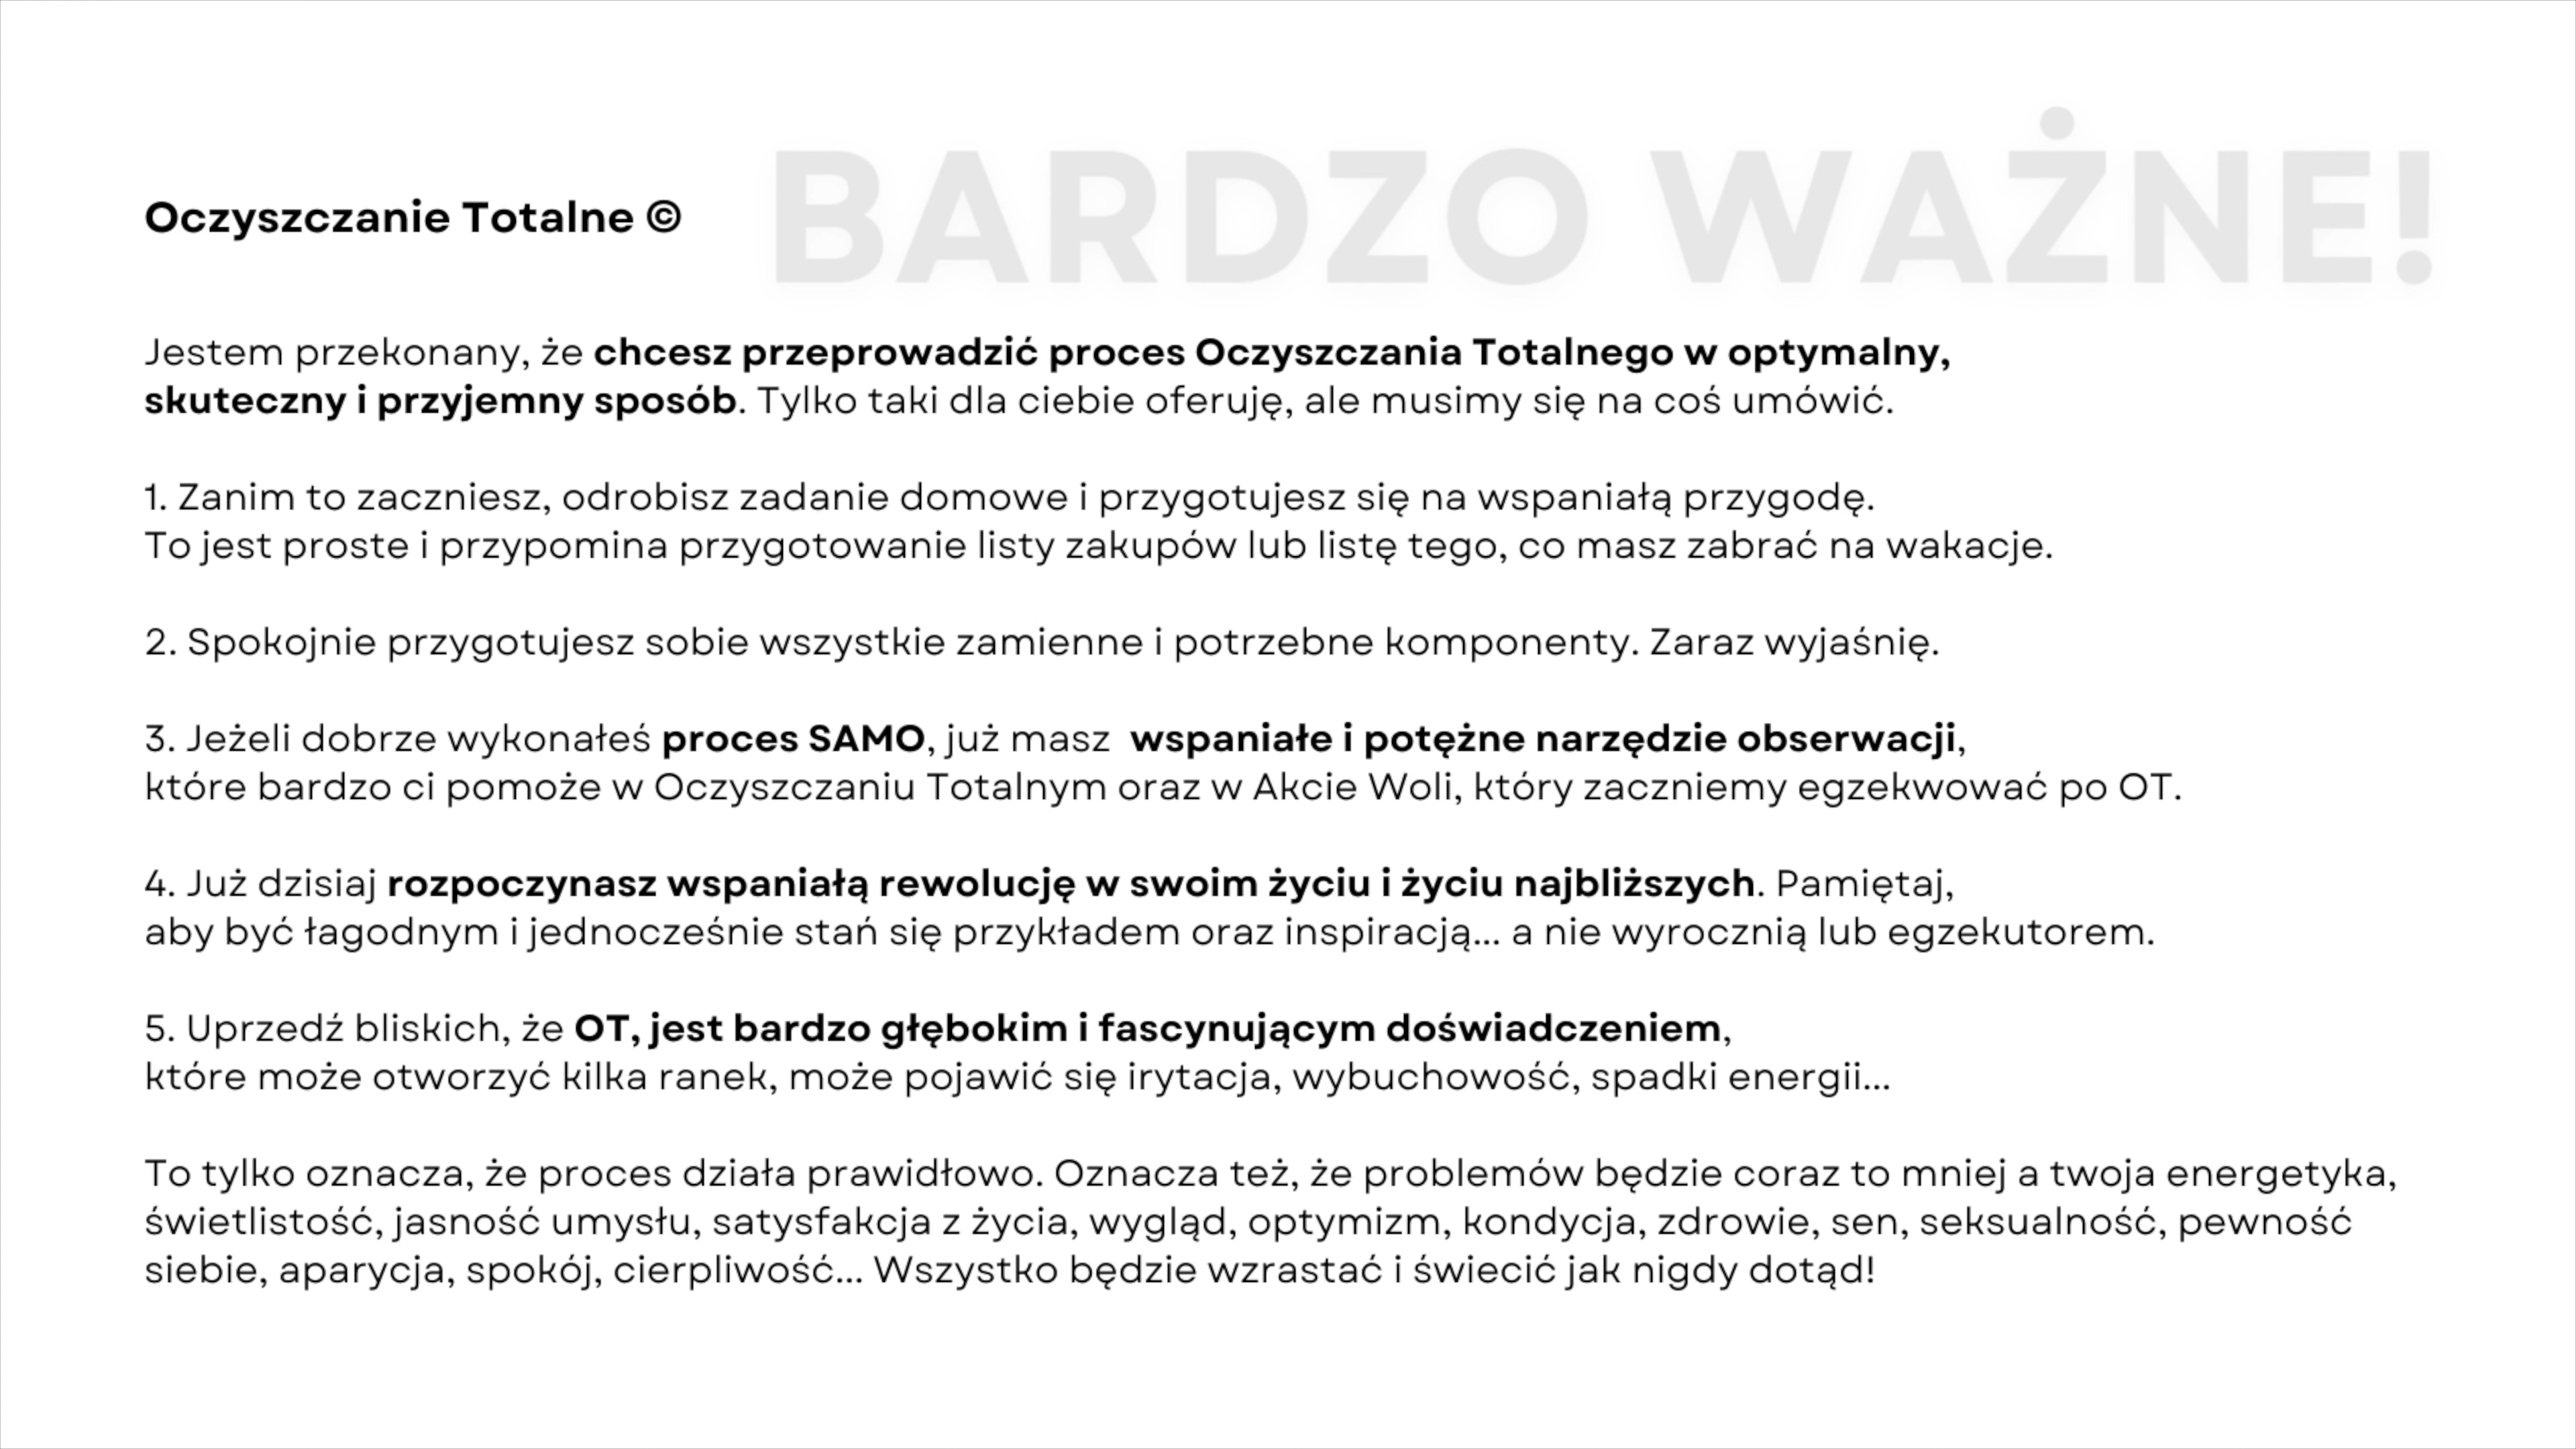 BARDZO WAŻNE!
Oczyszczanie Totalne ©
Jestem przekonany, że chcesz przeprowadzić proces Oczyszczania Totalnego w optymalny,
skuteczny i przyjemny sposób. Tylko taki dla ciebie oferuję, ale musimy się na coś umówić.
1. Zanim to zaczniesz, odrobisz zadanie domowe i przygotujesz się na wspaniałą przygodę.
To jest proste i przypomina przygotowanie listy zakupów lub listę tego, co masz zabrać na wakacje.
2. Spokojnie przygotujesz sobie wszystkie zamienne i potrzebne komponenty. Zaraz wyjaśnię.
3. Jeżeli dobrze wykonałeś proces SAMO, już masz wspaniałe i potężne narzędzie obserwacji,
które bardzo ci pomoże w Oczyszczaniu Totalnym oraz w Akcie Woli, który zaczniemy egzekwować po OT.
4. Już dzisiaj rozpoczynasz wspaniałą rewolucję w swoim życiu i życiu najbliższych. Pamiętaj,
aby być łagodnym i jednocześnie stań się przykładem oraz inspiracją... a nie wyrocznią lub egzekutorem.
5. Uprzedź bliskich, że OT, jest bardzo głębokim i fascynującym doświadczeniem,
które może otworzyć kilka ranek, może pojawić się irytacja, wybuchowość, spadki energii...
To tylko oznacza, że proces działa prawidłowo. Oznacza też, że problemów będzie coraz to mniej a twoja energetyka,
świetlistość, jasność umysłu, satysfakcja z życia, wygląd, optymizm, kondycja, zdrowie, sen, seksualność, pewność
siebie, aparycja, spokój, cierpliwość... Wszystko będzie wzrastać i świecić jak nigdy dotąd!